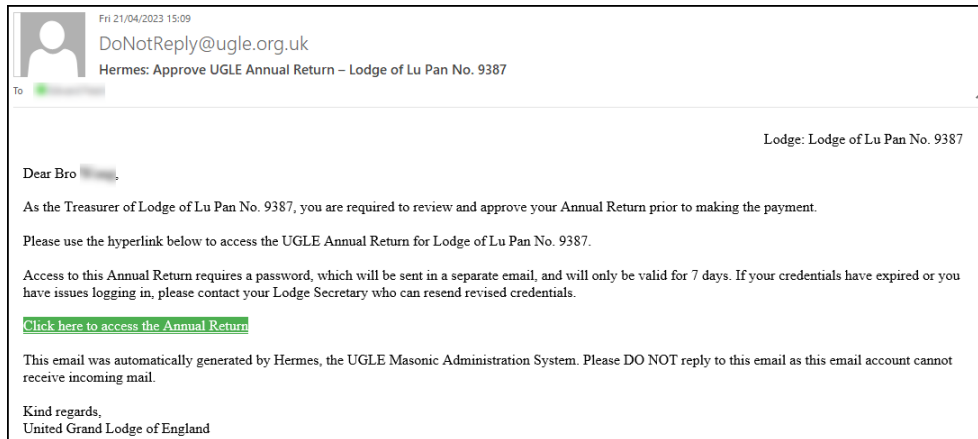 Fri 21/04/2023 15:09
DoNotReply@ugle.org.uk
Hermes: Approve UGLE Annual Return – Lodge of Lu Pan No. 9387
To
Lodge: Lodge of Lu Pan No. 9387
Dear Bro ,
As the Treasurer of Lodge of Lu Pan No. 9387, you are required to review and approve your Annual Return prior to making the payment.
Please use the hyperlink below to access the UGLE Annual Return for Lodge of Lu Pan No. 9387.
Access to this Annual Return requires a password, which will be sent in a separate email, and will only be valid for 7 days. If your credentials have expired or you
have issues logging in, please contact your Lodge Secretary who can resend revised credentials.
Click here to access the Annual Return
This email was automatically generated by Hermes, the UGLE Masonic Administration System. Please DO NOT reply to this email as this email account cannot
receive incoming mail.
Kind regards,
United Grand Lodge of England